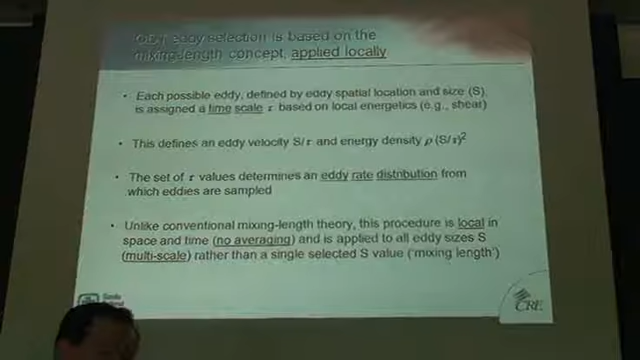 eddy selection is based on the
mixing-length concept, applied locally
• Each possible eddy, defined by eddy spatial location and size (S),
is assigned a time scale τ based on local energetics (e.g., shear)
• This defines an eddy velocity S/τ and energy density ρ (S/τ)²
• The set of τ values determines an eddy rate distribution from
which eddies are sampled
• Unlike conventional mixing-length theory, this procedure is local in
space and time (no averaging) and is applied to all eddy sizes S
(multi-scale) rather than a single selected S value ('mixing length')
CRE